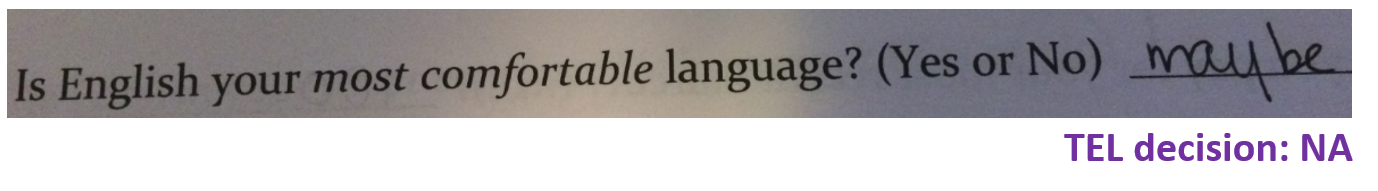 Is English your most comfortable language? (Yes or No) maybe
TEL decision: NA